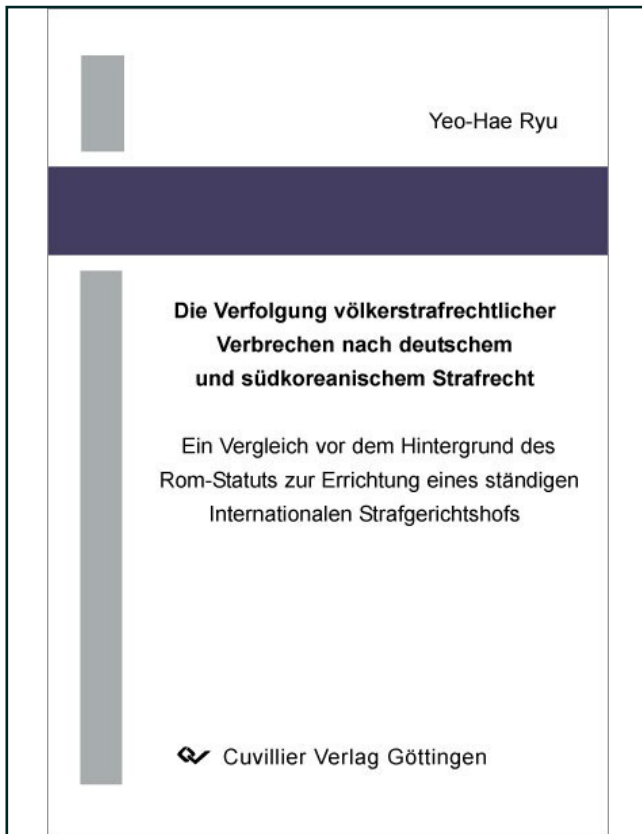 Yeo-Hae Ryu
Die Verfolgung völkerstrafrechtlicher
Verbrechen nach deutschem
und südkoreanischem Strafrecht
Ein Vergleich vor dem Hintergrund des
Rom-Statuts zur Errichtung eines ständigen
Internationalen Strafgerichtshofs
Cuvillier Verlag Göttingen